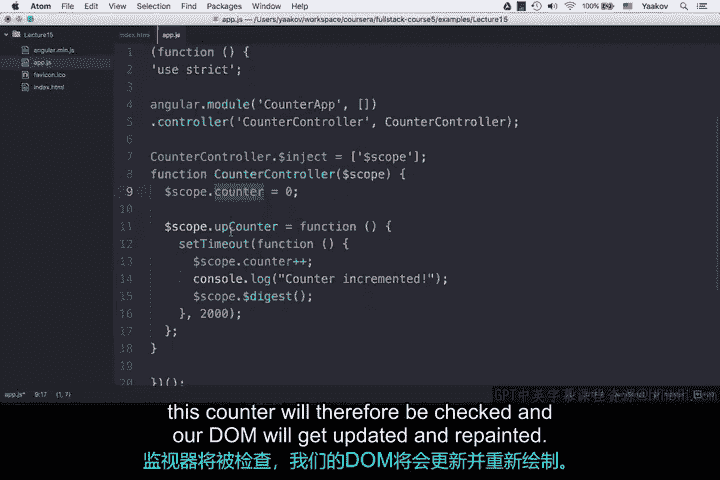 Atom File Edit View Selection Find Packages Window Help 100% Yaakov
app.js — /Users/yaakov/workspace/coursera/fullstack-course5/examples/Lecture15
Lecture15
angular.min.js
app.js
favicon.ico
index.html
index.html app.js
1 (function () {
2 'use strict';
3
4 angular.module('CounterApp', [])
5 .controller('CounterController', CounterController);
6
7 CounterController.$inject = ['$scope'];
8 function CounterController($scope) {
9 $scope.counter = 0;
10
11 $scope.upCounter = function () {
12 setTimeout(function () {
13 $scope.counter++;
14 console.log("Counter incremented!");
15 $scope.$digest();
16 }, 2000);
17 };
18 }
19
20 })();
app.js* 9:17 (1, 7)
this counter will therefore be checked and
our DOM will get updated and repainted.
监视器将被检查，我们的DOM将会更新并重新绘制。